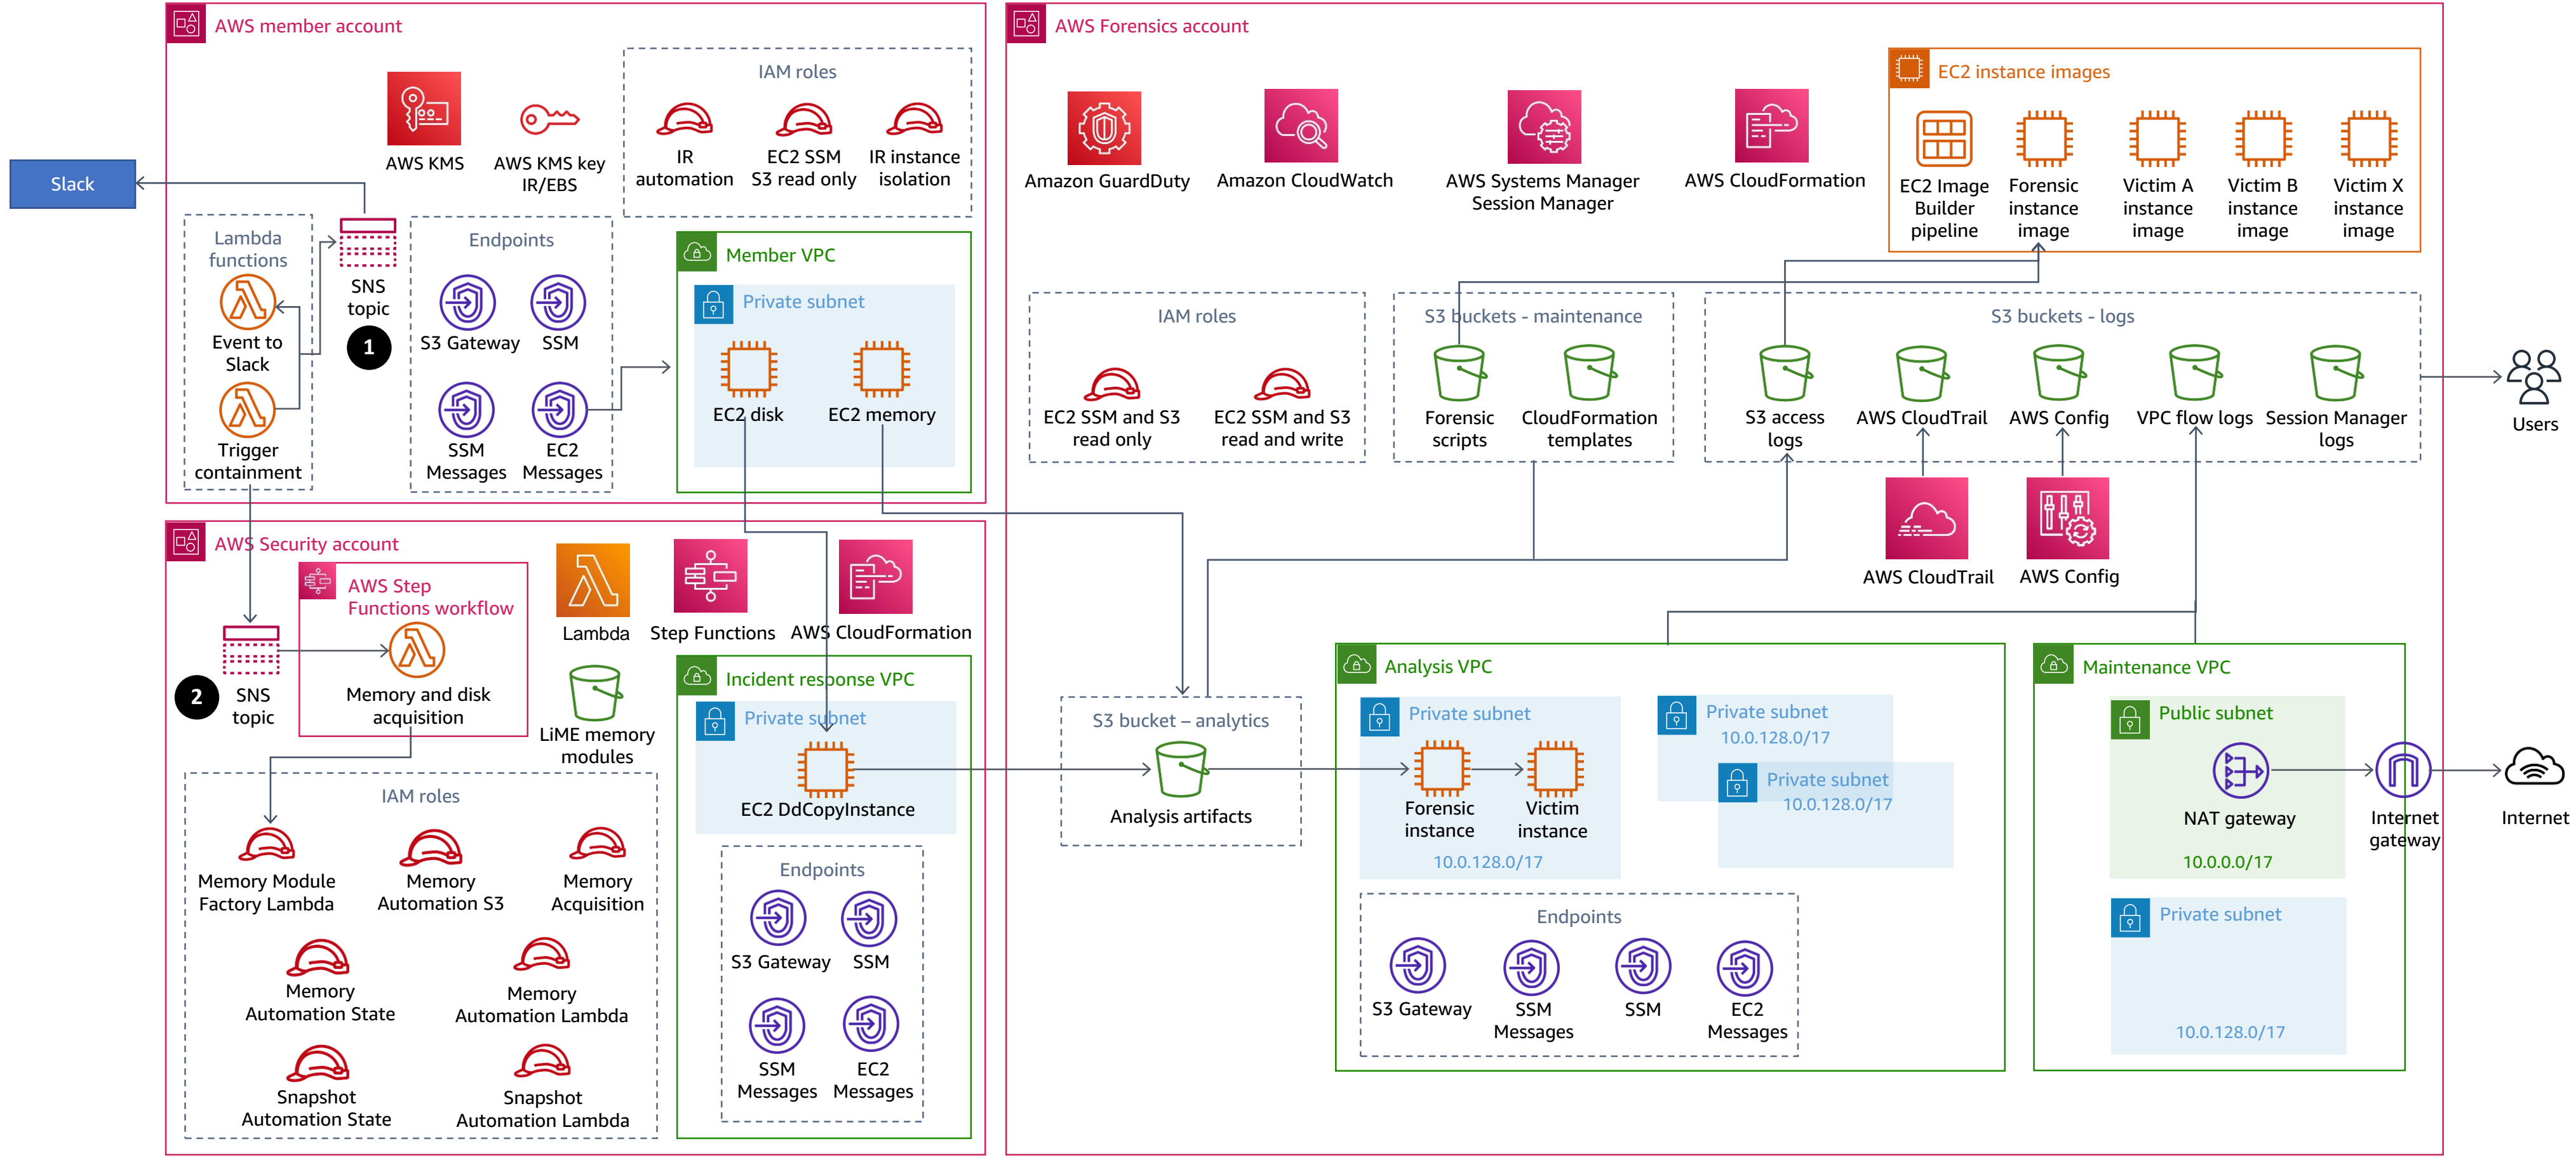 AWS member account
AWS KMS
AWS KMS key
IR/EBS
IAM roles
IR
automation
EC2 SSM
S3 read only
IR instance
isolation
Slack
Lambda
functions
Event to
Slack
Trigger
containment
SNS
topic
1
Endpoints
S3 Gateway
SSM
SSM
Messages
EC2
Messages
Member VPC
Private subnet
EC2 disk
EC2 memory
AWS Security account
AWS Step
Functions workflow
Memory and disk
acquisition
2
SNS
topic
Lambda
Step Functions
AWS CloudFormation
LiME memory
modules
IAM roles
Memory Module
Factory Lambda
Memory
Automation S3
Memory
Acquisition
Memory
Automation State
Memory
Automation Lambda
Snapshot
Automation State
Snapshot
Automation Lambda
Incident response VPC
Private subnet
EC2 DdCopyInstance
Endpoints
S3 Gateway
SSM
SSM
Messages
EC2
Messages
AWS Forensics account
Amazon GuardDuty
Amazon CloudWatch
AWS Systems Manager
Session Manager
AWS CloudFormation
EC2 instance images
EC2 Image
Builder
pipeline
Forensic
instance
image
Victim A
instance
image
Victim B
instance
image
Victim X
instance
image
IAM roles
EC2 SSM and S3
read only
EC2 SSM and S3
read and write
S3 buckets - maintenance
Forensic
scripts
CloudFormation
templates
S3 buckets - logs
S3 access
logs
AWS CloudTrail
AWS Config
VPC flow logs
Session Manager
logs
Users
AWS CloudTrail
AWS Config
S3 bucket – analytics
Analysis artifacts
Analysis VPC
Private subnet
Forensic
instance
Victim
instance
10.0.128.0/17
Private subnet
10.0.128.0/17
Private subnet
10.0.128.0/17
Endpoints
S3 Gateway
SSM
Messages
SSM
EC2
Messages
Maintenance VPC
Public subnet
NAT gateway
10.0.0.0/17
Private subnet
10.0.128.0/17
Internet
gateway
Internet